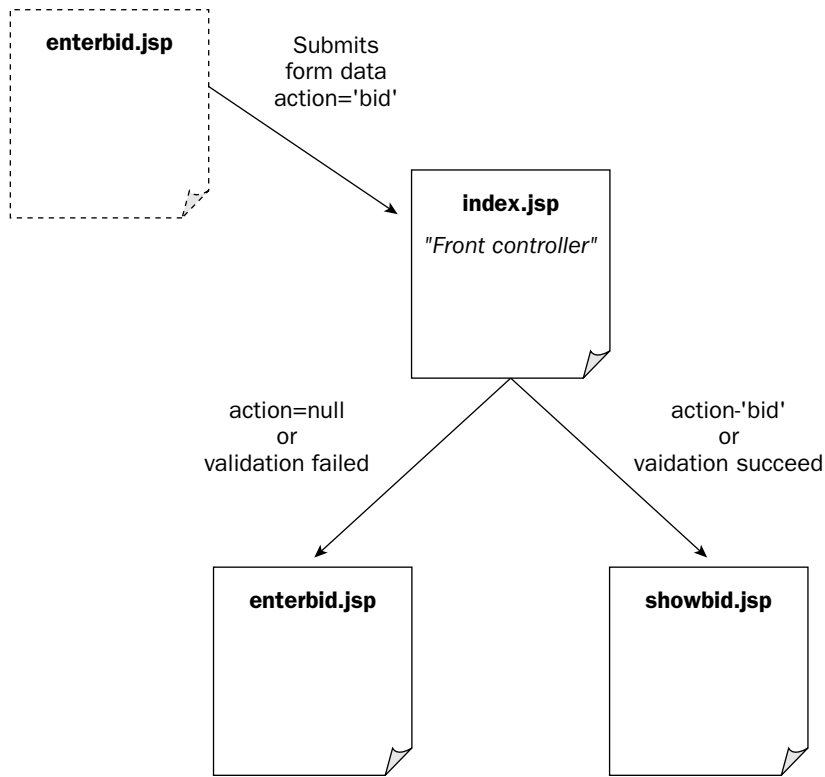 enterbid.jsp
Submits
form data
action='bid'
index.jsp
"Front controller"
action=null
or
validation failed
action-'bid'
or
vaidation succeed
enterbid.jsp
showbid.jsp